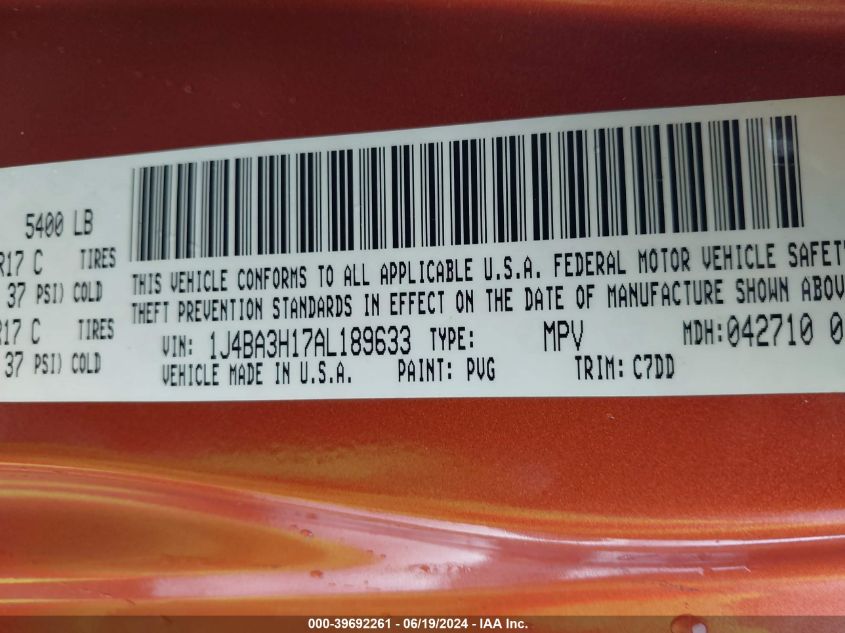 5400 LB
R17 C TIRES
37 PSI) COLD
R17 C TIRES
37 PSI) COLD
THIS VEHICLE CONFORMS TO ALL APPLICABLE U.S.A. FEDERAL MOTOR VEHICLE SAFETY
THEFT PREVENTION STANDARDS IN EFFECT ON THE DATE OF MANUFACTURE SHOWN ABOV
VIN: 1J4BA3H17AL189633 TYPE: MPV MDH:042710 0
VEHICLE MADE IN U.S.A. PAINT: PVG TRIM: C7DD
000-39692261 - 06/19/2024 - IAA Inc.